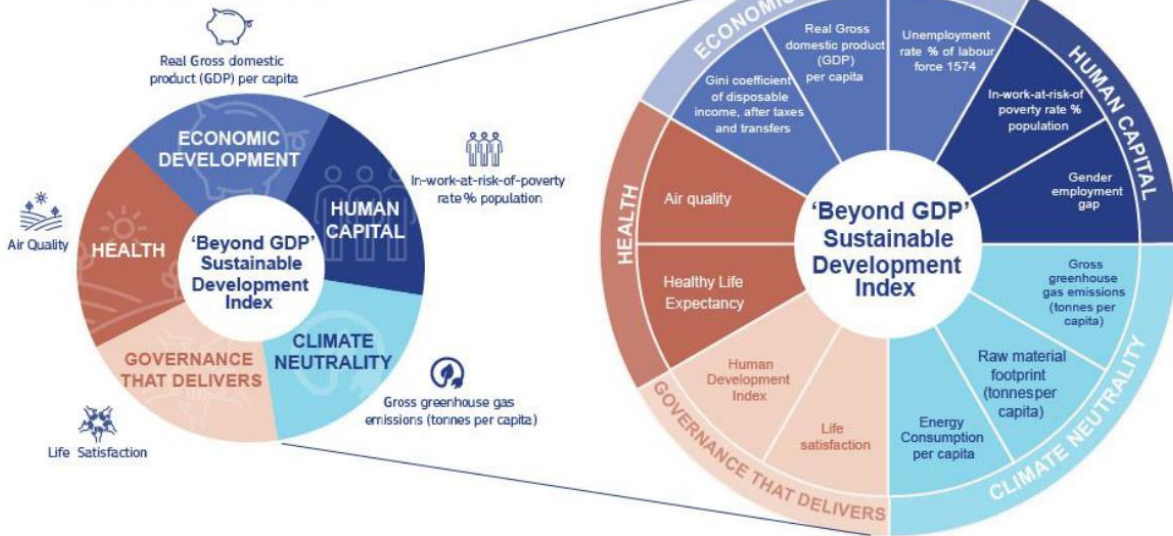 Real Gross domestic
product (GDP) per capita
ECONOMIC
DEVELOPMENT
HUMAN
CAPITAL
In-work-at-risk-of-poverty
rate % population
Air Quality
HEALTH
'Beyond GDP'
Sustainable
Development
Index
CLIMATE
NEUTRALITY
GOVERNANCE
THAT DELIVERS
Gross greenhouse gas
emissions (tonnes per capita)
Life Satisfaction
ECONOMIC
Gini coefficient
of disposable
income, after taxes
and transfers
Real Gross
domestic product
(GDP)
per capita
Unemployment
rate % of labour
force 1574
HUMAN CAPITAL
In-work-at-risk-of
poverty rate %
population
Gender
employment
gap
HEALTH
Air quality
Healthy Life
Expectancy
'Beyond GDP'
Sustainable
Development
Index
Gross
greenhouse
gas emissions
(tonnes per
capita)
Raw material
footprint
(tonnesper
capita)
Energy
Consumption
per capita
CLIMATE NEUTRALITY
Human
Development
Index
Life
satisfaction
GOVERNANCE THAT DELIVERS